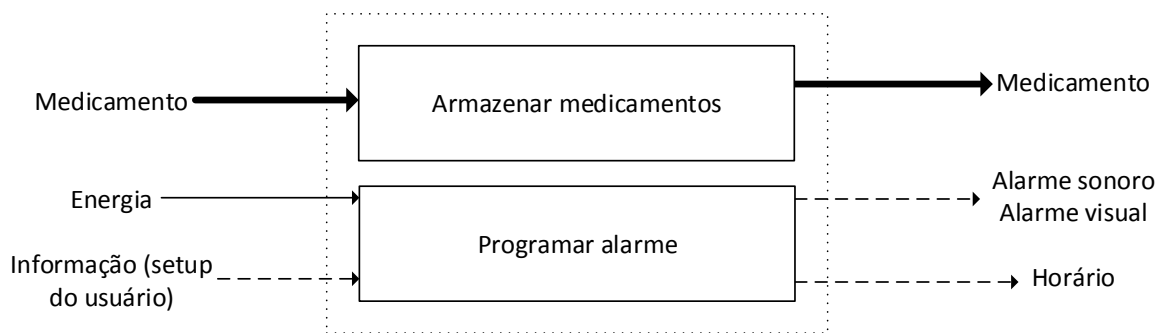 Medicamento
Armazenar medicamentos
Medicamento
Energia
Programar alarme
Alarme sonoro
Alarme visual
Informação (setup
do usuário)
Horário